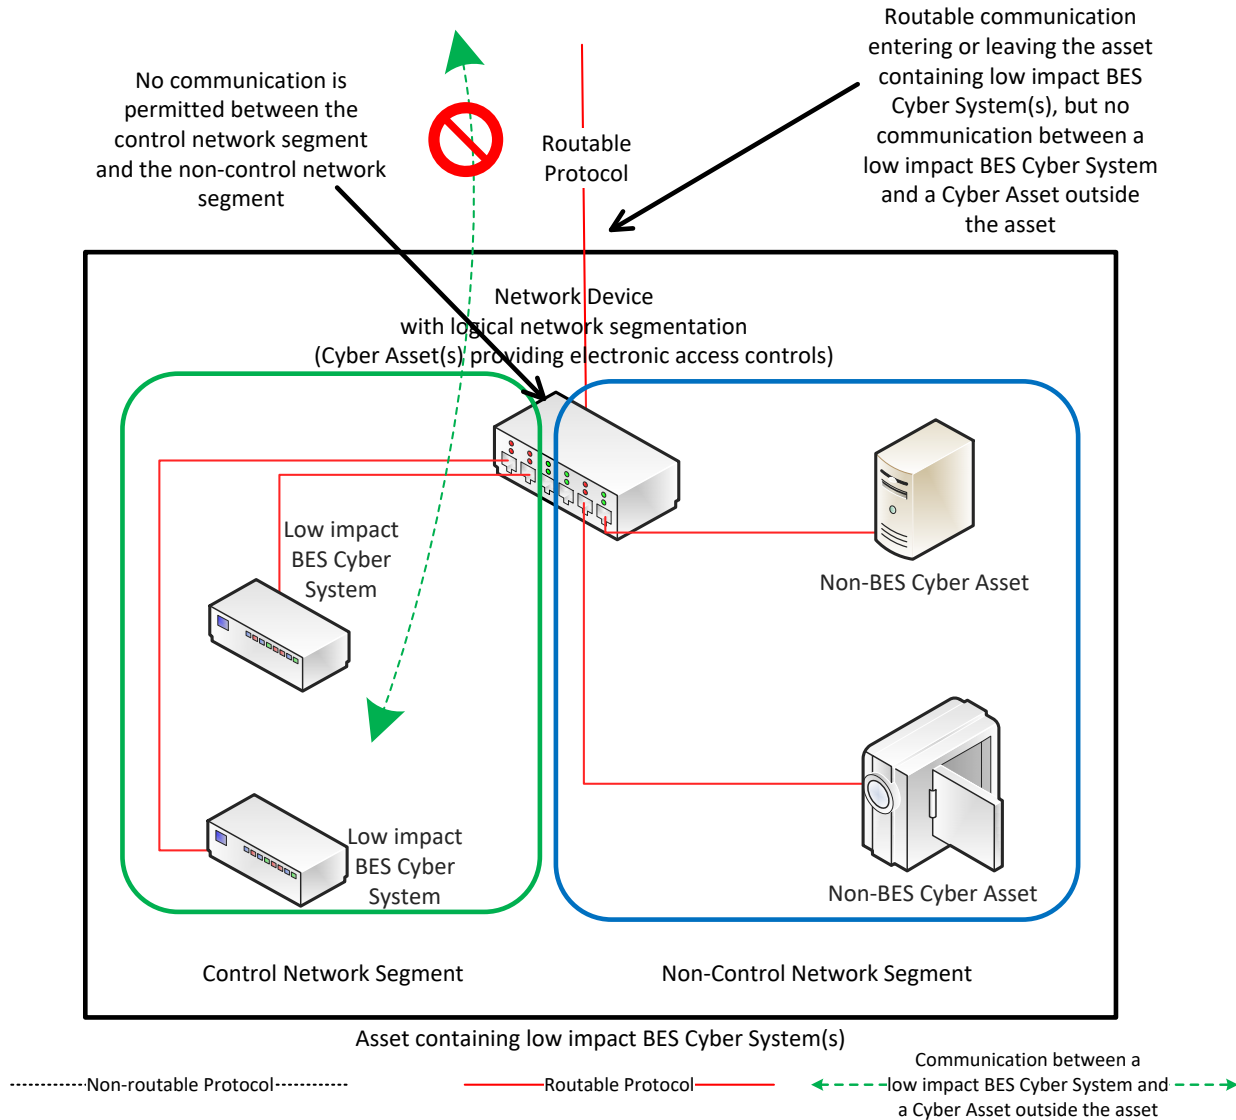 No communication is
permitted between the
control network segment
and the non-control network
segment
Routable
Protocol
Routable communication
entering or leaving the asset
containing low impact BES
Cyber System(s), but no
communication between a
low impact BES Cyber System
and a Cyber Asset outside
the asset
Network Device
with logical network segmentation
(Cyber Asset(s) providing electronic access controls)
Low impact
BES Cyber
System
Low impact
BES Cyber
System
Non-BES Cyber Asset
Non-BES Cyber Asset
Control Network Segment
Non-Control Network Segment
Asset containing low impact BES Cyber System(s)
Non-routable Protocol
Routable Protocol
Communication between a
low impact BES Cyber System and
a Cyber Asset outside the asset